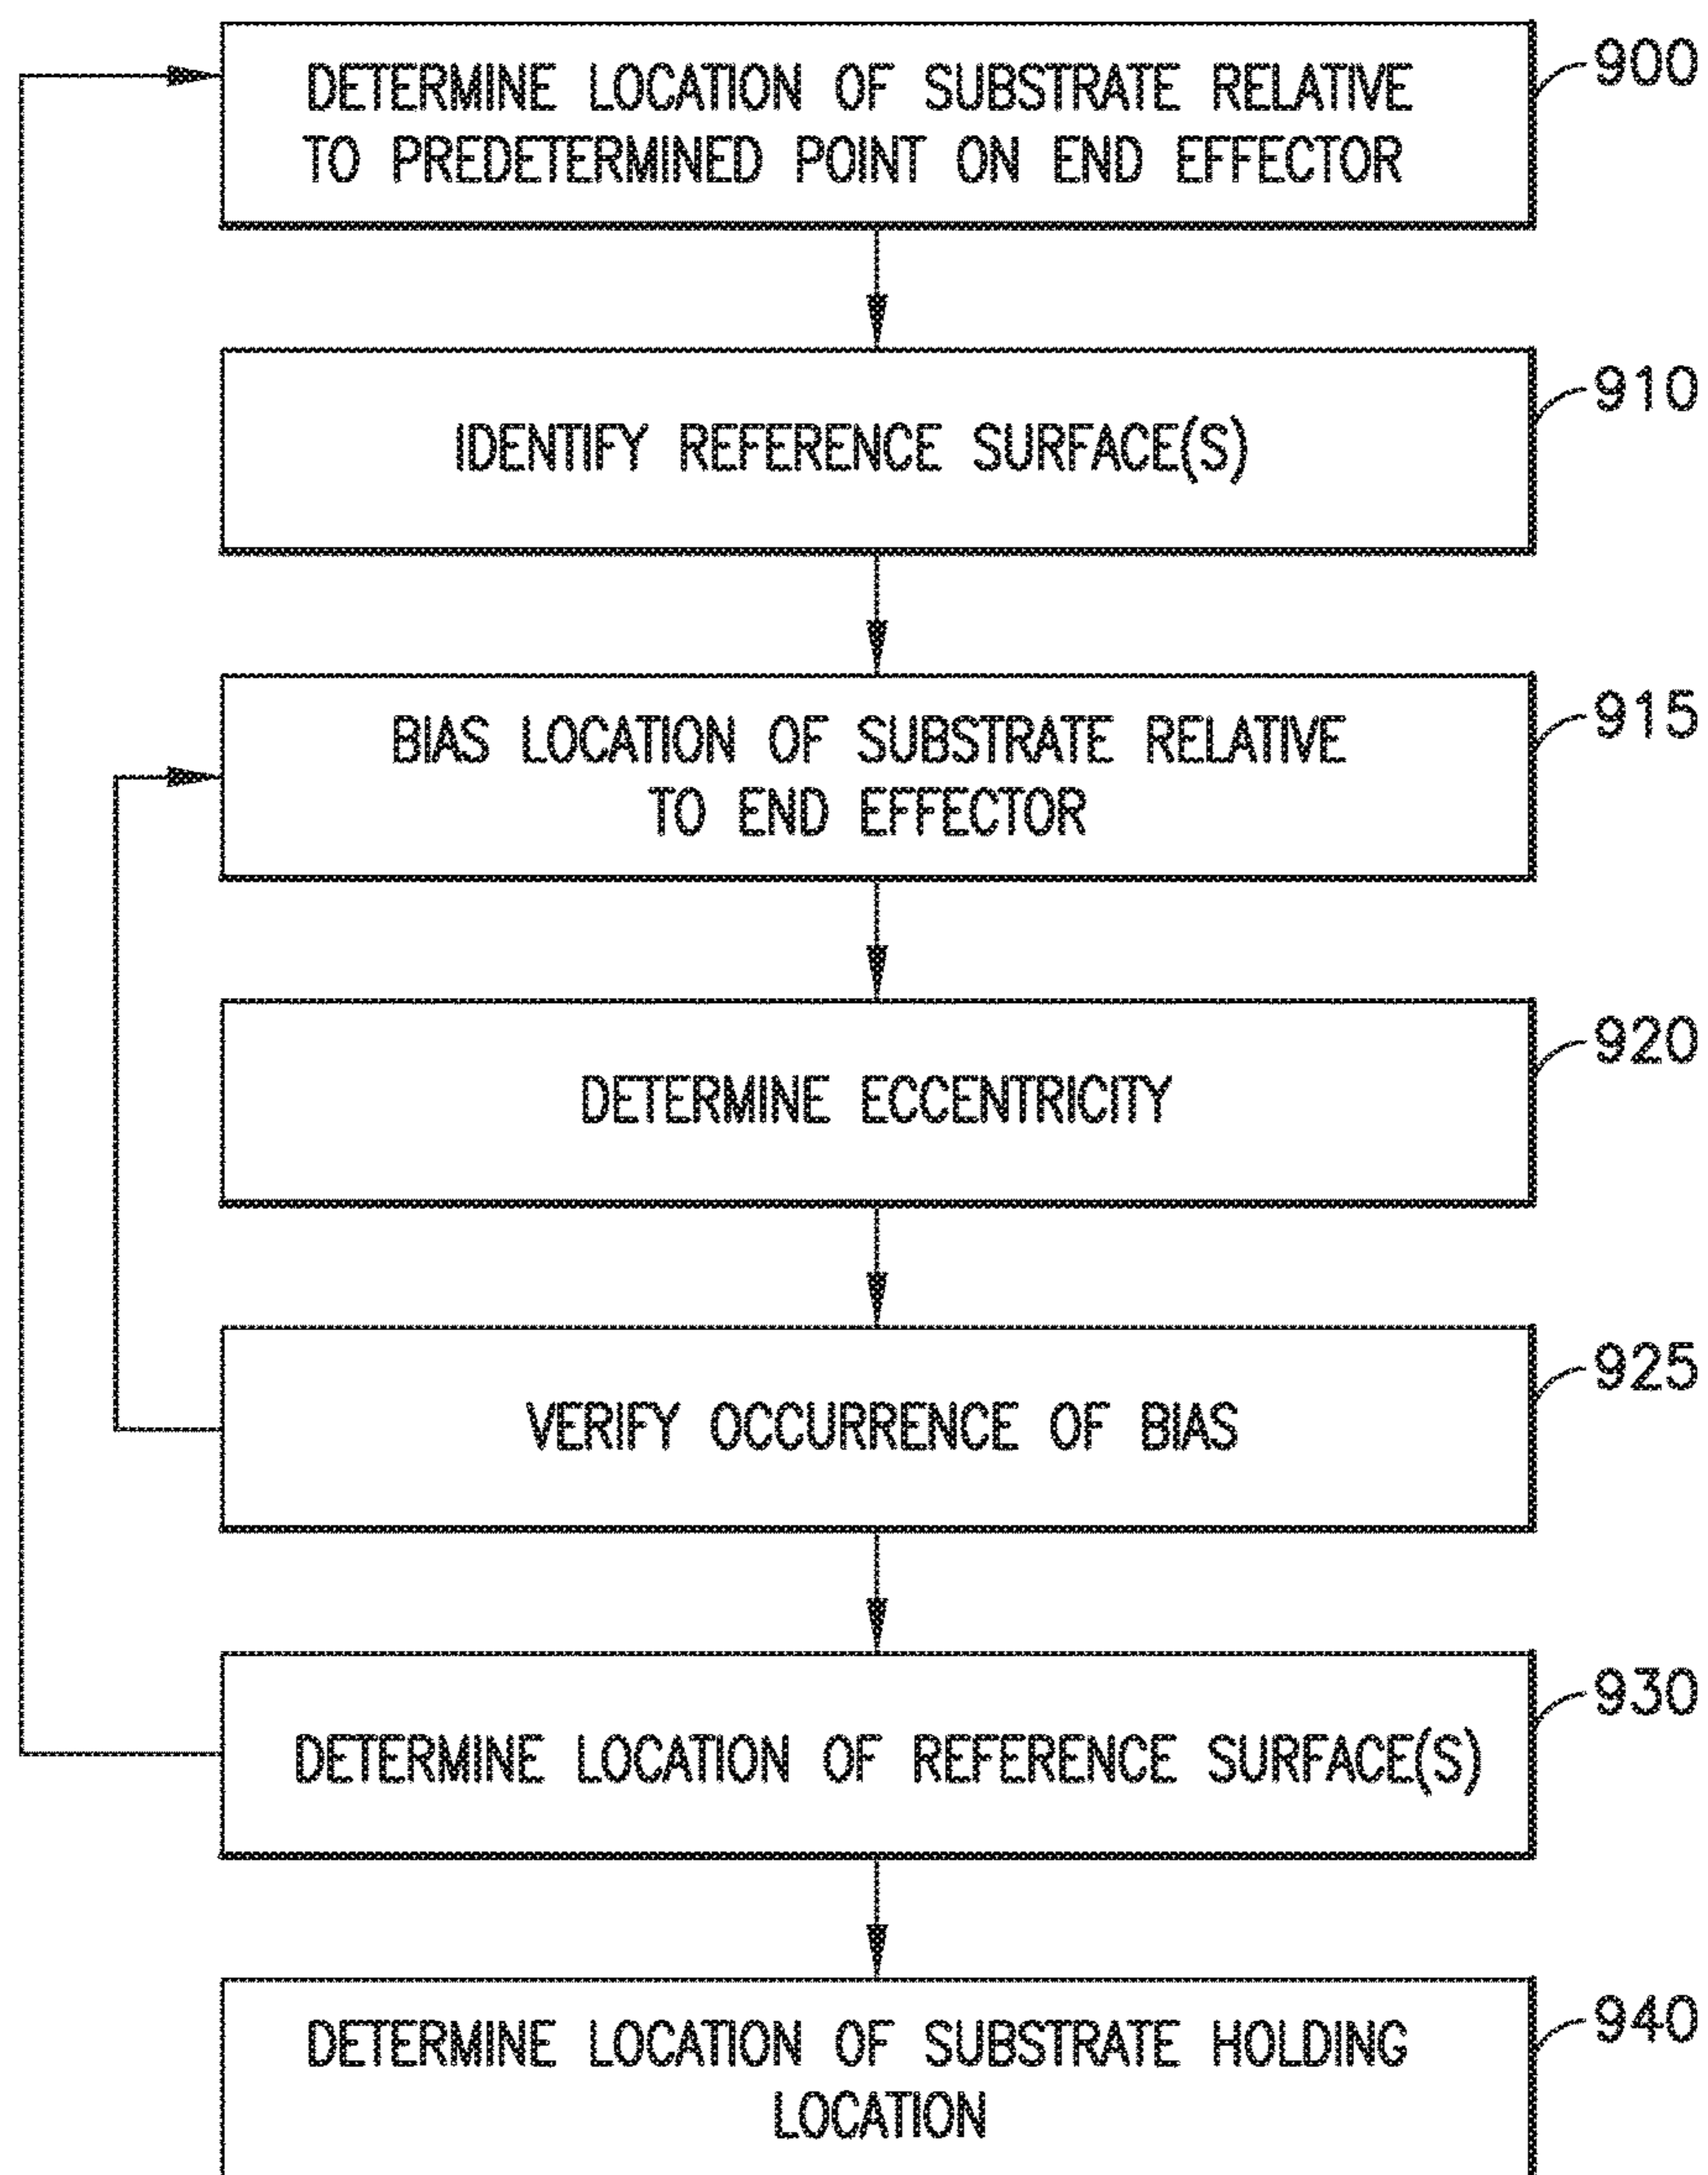 DETERMINE LOCATION OF SUBSTRATE RELATIVE
TO PREDETERMINED POINT ON END EFFECTOR
900
IDENTIFY REFERENCE SURFACE(S)
910
BIAS LOCATION OF SUBSTRATE RELATIVE
TO END EFFECTOR
915
DETERMINE ECCENTRICITY
920
VERIFY OCCURRENCE OF BIAS
925
DETERMINE LOCATION OF REFERENCE SURFACE(S)
930
DETERMINE LOCATION OF SUBSTRATE HOLDING
LOCATION
940